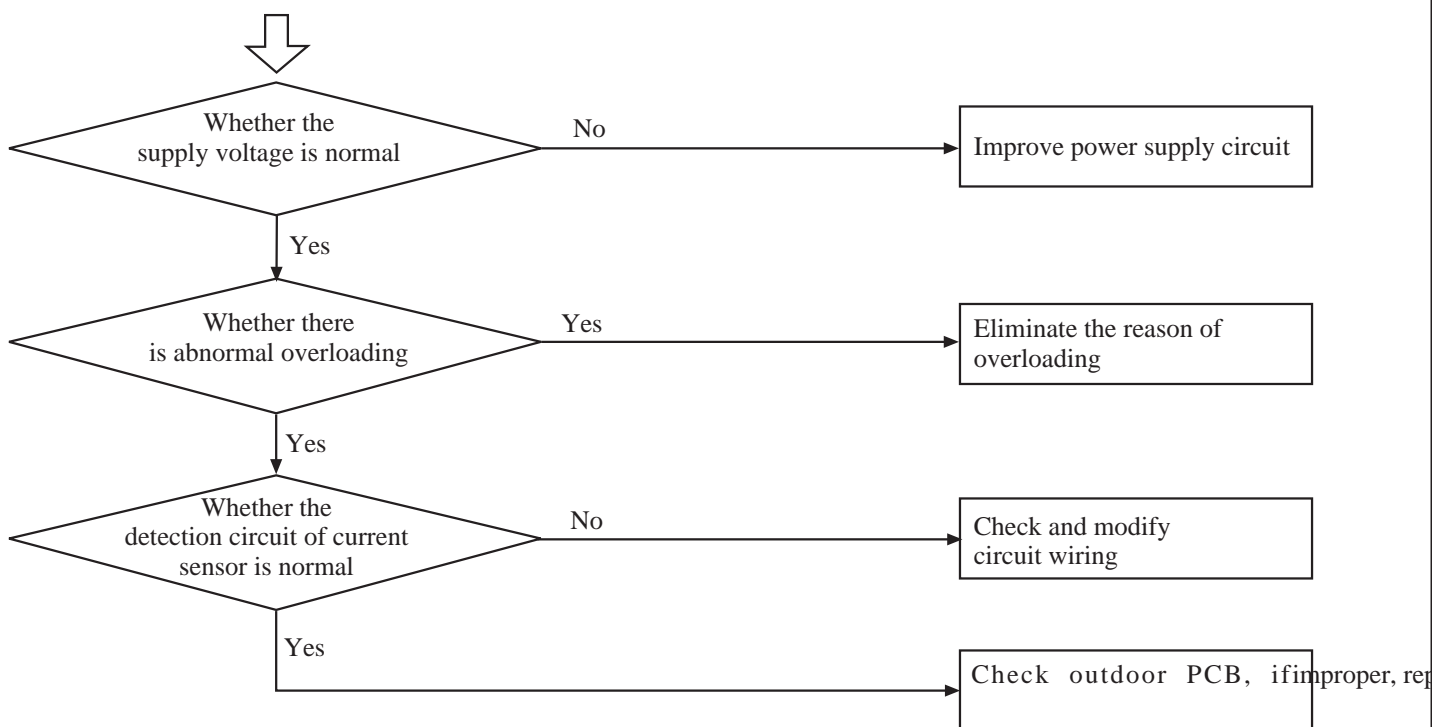 Whether the
supply voltage is normal
No
Improve power supply circuit
Yes
Whether there
is abnormal overloading
Yes
Eliminate the reason of
overloading
Yes
Whether the
detection circuit of current
sensor is normal
No
Check and modify
circuit wiring
Yes
Check outdoor PCB, ifimproper,